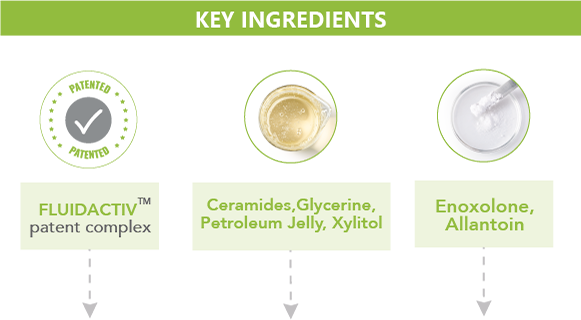 KEY INGREDIENTS
PATENTED
PATENTED
FLUIDACTIV™
patent complex
Ceramides,Glycerine,
Petroleum Jelly, Xylitol
Enoxolone,
Allantoin